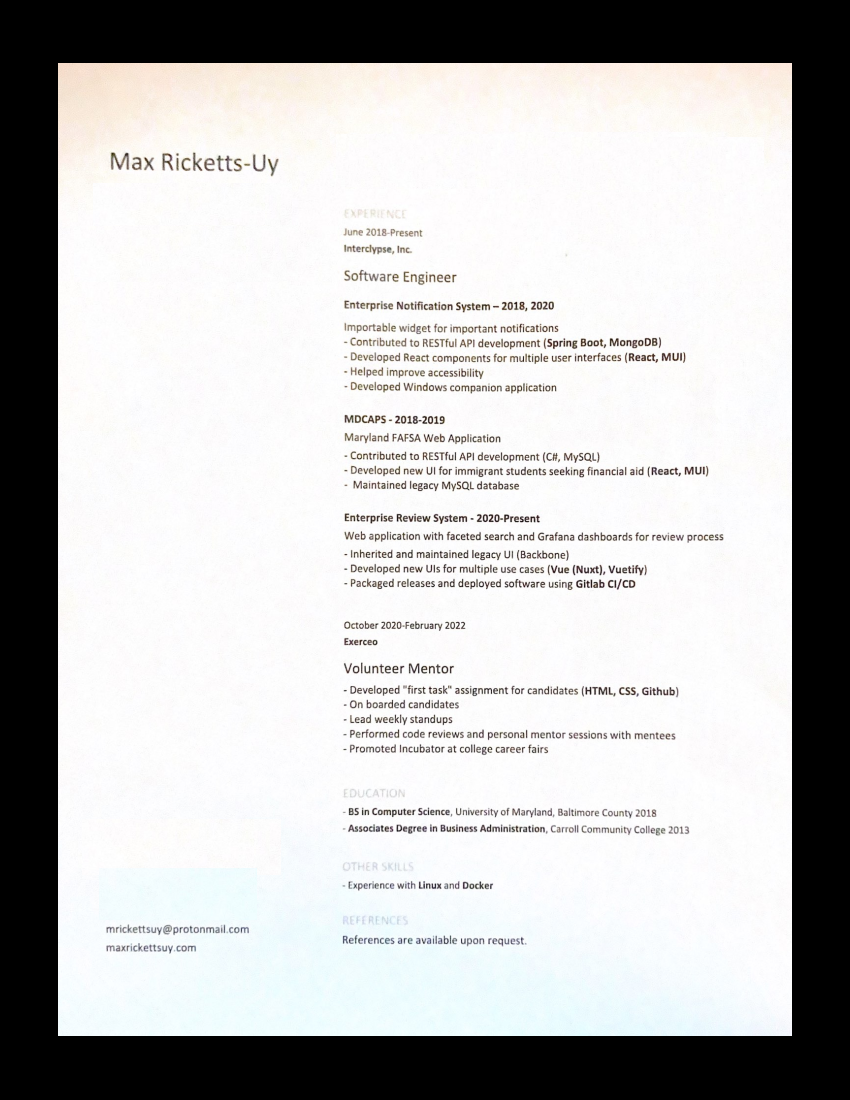 Max Ricketts-Uy
EXPERIENCE
June 2018-Present
Interclypse, Inc.
Software Engineer
Enterprise Notification System – 2018, 2020
Importable widget for important notifications
- Contributed to RESTful API development (Spring Boot, MongoDB)
- Developed React components for multiple user interfaces (React, MUI)
- Helped improve accessibility
- Developed Windows companion application
MDCAPS - 2018-2019
Maryland FAFSA Web Application
- Contributed to RESTful API development (C#, MySQL)
- Developed new UI for immigrant students seeking financial aid (React, MUI)
- Maintained legacy MySQL database
Enterprise Review System - 2020-Present
Web application with faceted search and Grafana dashboards for review process
- Inherited and maintained legacy UI (Backbone)
- Developed new UIs for multiple use cases (Vue (Nuxt), Vuetify)
- Packaged releases and deployed software using Gitlab CI/CD
October 2020-February 2022
Exerceo
Volunteer Mentor
- Developed "first task" assignment for candidates (HTML, CSS, Github)
- On boarded candidates
- Lead weekly standups
- Performed code reviews and personal mentor sessions with mentees
- Promoted Incubator at college career fairs
EDUCATION
- BS in Computer Science, University of Maryland, Baltimore County 2018
- Associates Degree in Business Administration, Carroll Community College 2013
OTHER SKILLS
- Experience with Linux and Docker
REFERENCES
References are available upon request.
mrickettsuy@protonmail.com
maxrickettsuy.com